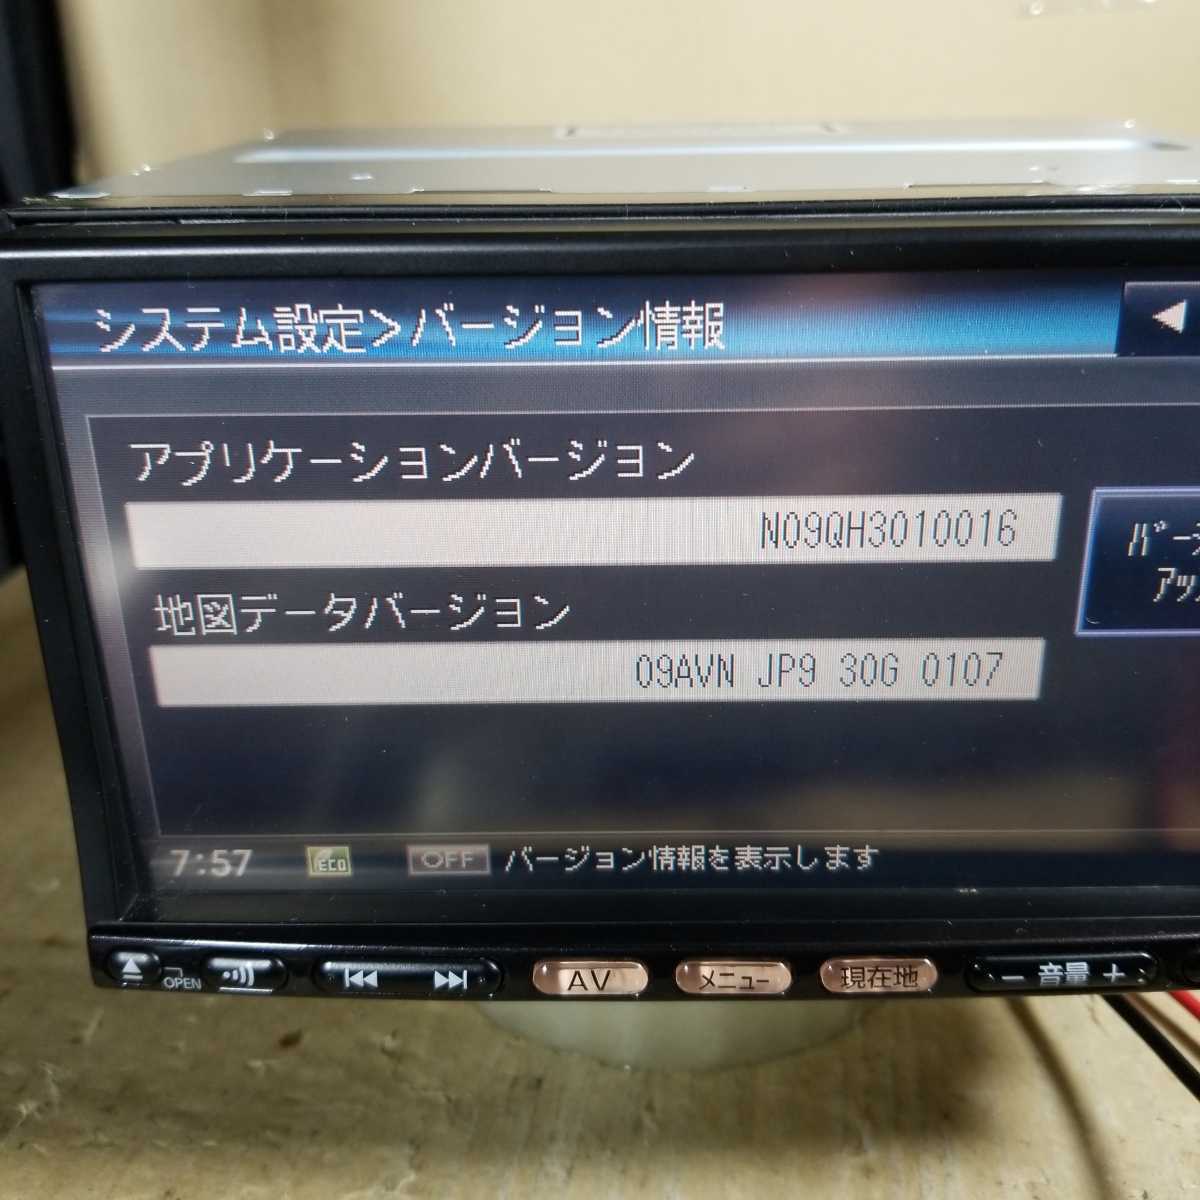 システム設定>バージョン情報
アプリケーションバージョン
N09QH3010016
地図データバージョン
09AVN JP9 30G 0107
7:57 ECO OFF バージョン情報を表示します
OPEN AV メニュー 現在地 − 音量 +